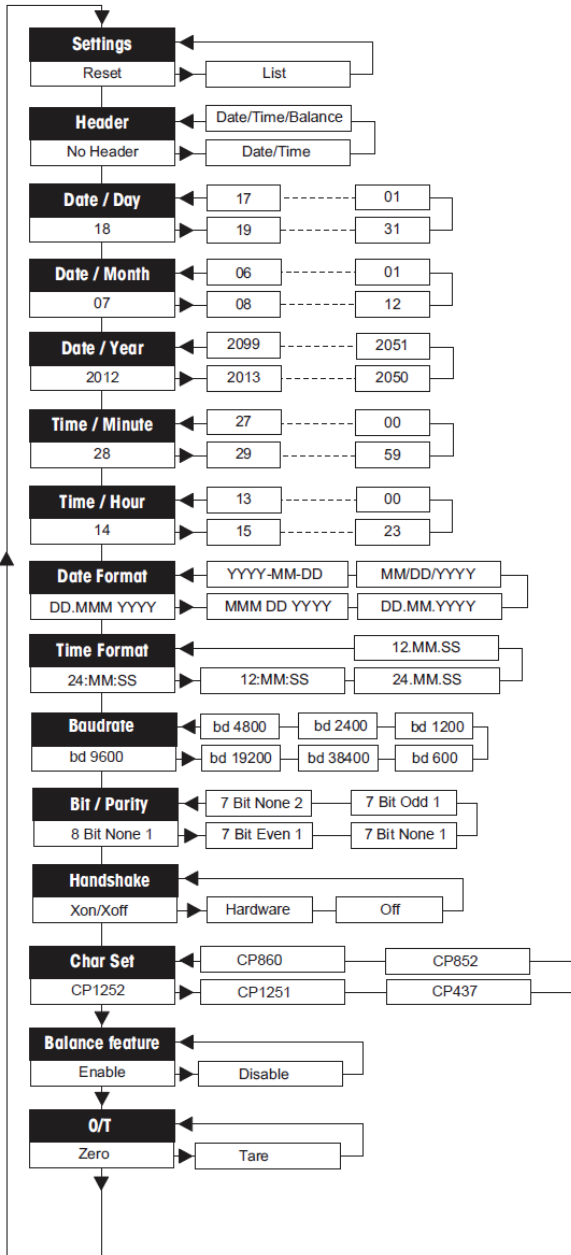 Settings
Reset List
Header Date/Time/Balance
No Header Date/Time
Date / Day 17 01
18 19 31
Date / Month 06 01
07 08 12
Date / Year 2099 2051
2012 2013 2050
Time / Minute 27 00
28 29 59
Time / Hour 13 00
14 15 23
Date Format YYYY-MM-DD MM/DD/YYYY
DD.MMM YYYY MMM DD YYYY DD.MM.YYYY
Time Format 12.MM.SS
24:MM:SS 12:MM:SS 24.MM.SS
Baudrate bd 4800 bd 2400 bd 1200
bd 9600 bd 19200 bd 38400 bd 600
Bit / Parity 7 Bit None 2 7 Bit Odd 1
8 Bit None 1 7 Bit Even 1 7 Bit None 1
Handshake
Xon/Xoff Hardware Off
Char Set CP860 CP852
CP1252 CP1251 CP437
Balance feature
Enable Disable
O/T
Zero Tare